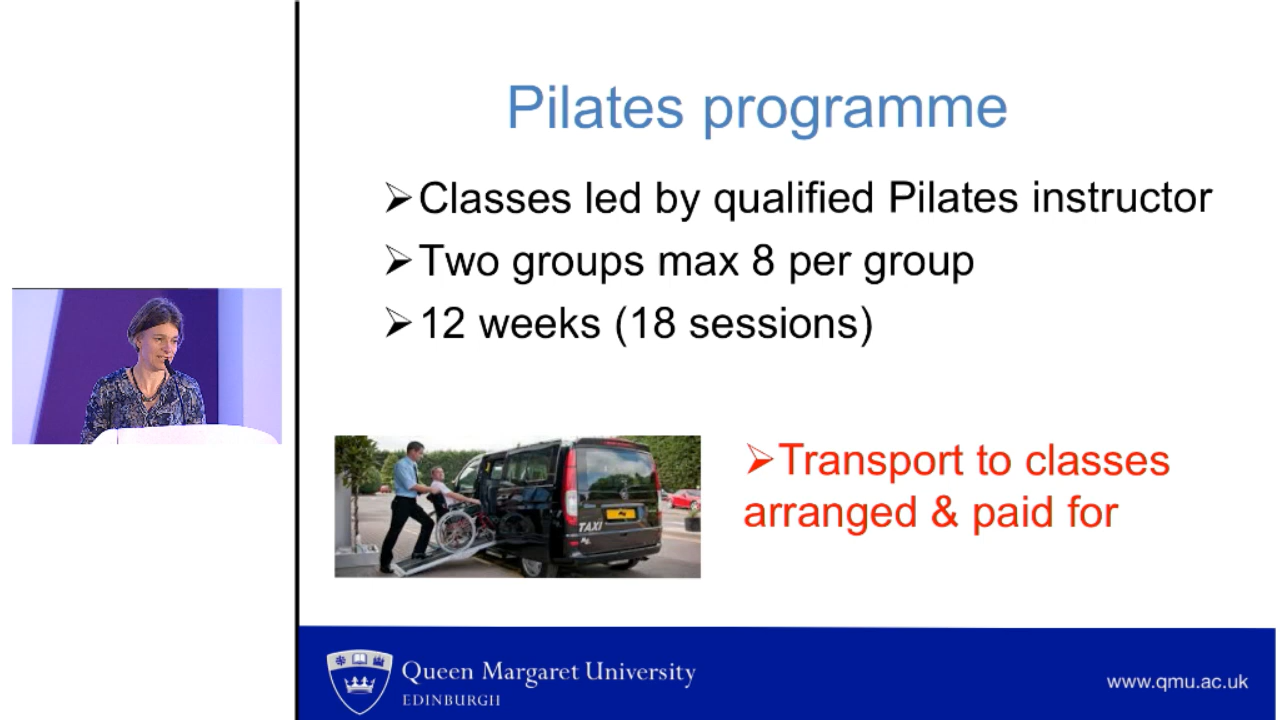 Pilates programme
➢Classes led by qualified Pilates instructor
➢Two groups max 8 per group
➢12 weeks (18 sessions)
TAXI
➢Transport to classes
arranged & paid for
Queen Margaret University
EDINBURGH
www.qmu.ac.uk